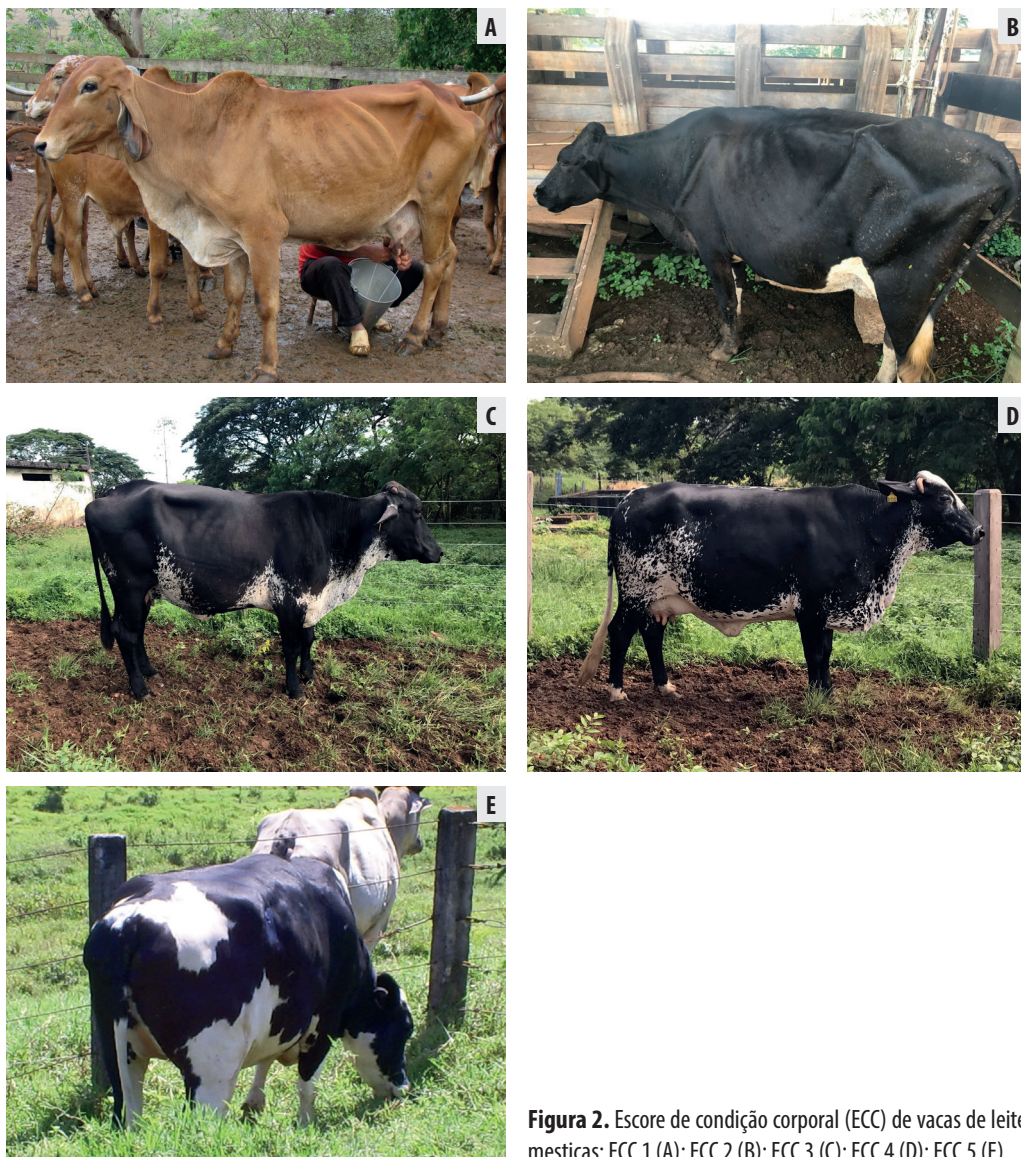 A
B
C
D
E
Figura 2. Escore de condição corporal (ECC) de vacas de leite
mestiças: ECC 1 (A); ECC 2 (B); ECC 3 (C); ECC 4 (D); ECC 5 (E).